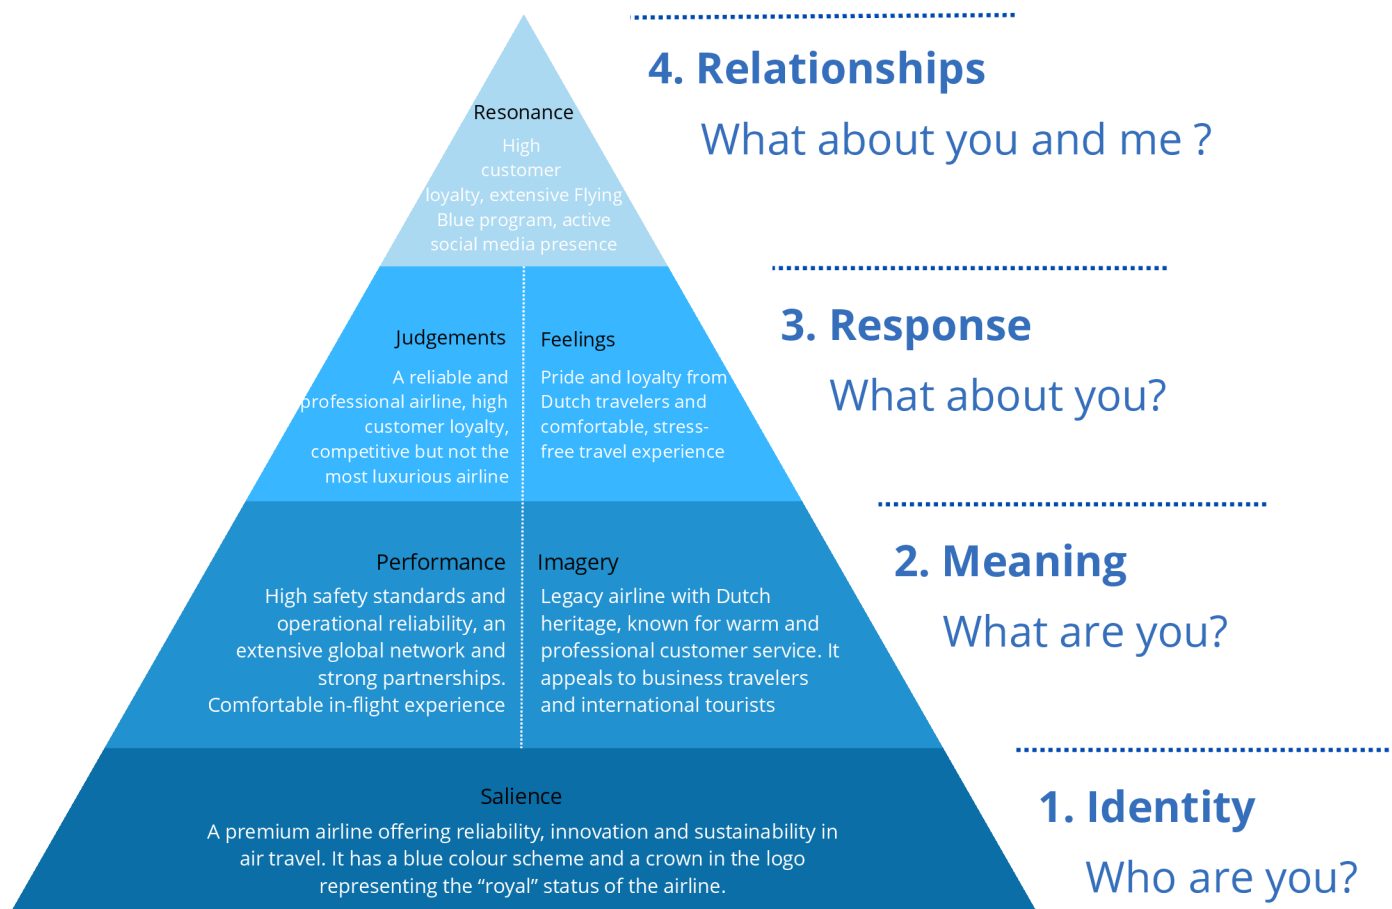 4. Relationships
What about you and me ?
Resonance
High
customer
loyalty, extensive Flying
Blue program, active
social media presence
3. Response
What about you?
Judgements
A reliable and
professional airline, high
customer loyalty,
competitive but not the
most luxurious airline
Feelings
Pride and loyalty from
Dutch travelers and
comfortable, stress-
free travel experience
2. Meaning
What are you?
Performance
High safety standards and
operational reliability, an
extensive global network and
strong partnerships.
Comfortable in-flight experience
Imagery
Legacy airline with Dutch
heritage, known for warm and
professional customer service. It
appeals to business travelers
and international tourists
1. Identity
Who are you?
Salience
A premium airline offering reliability, innovation and sustainability in
air travel. It has a blue colour scheme and a crown in the logo
representing the “royal” status of the airline.